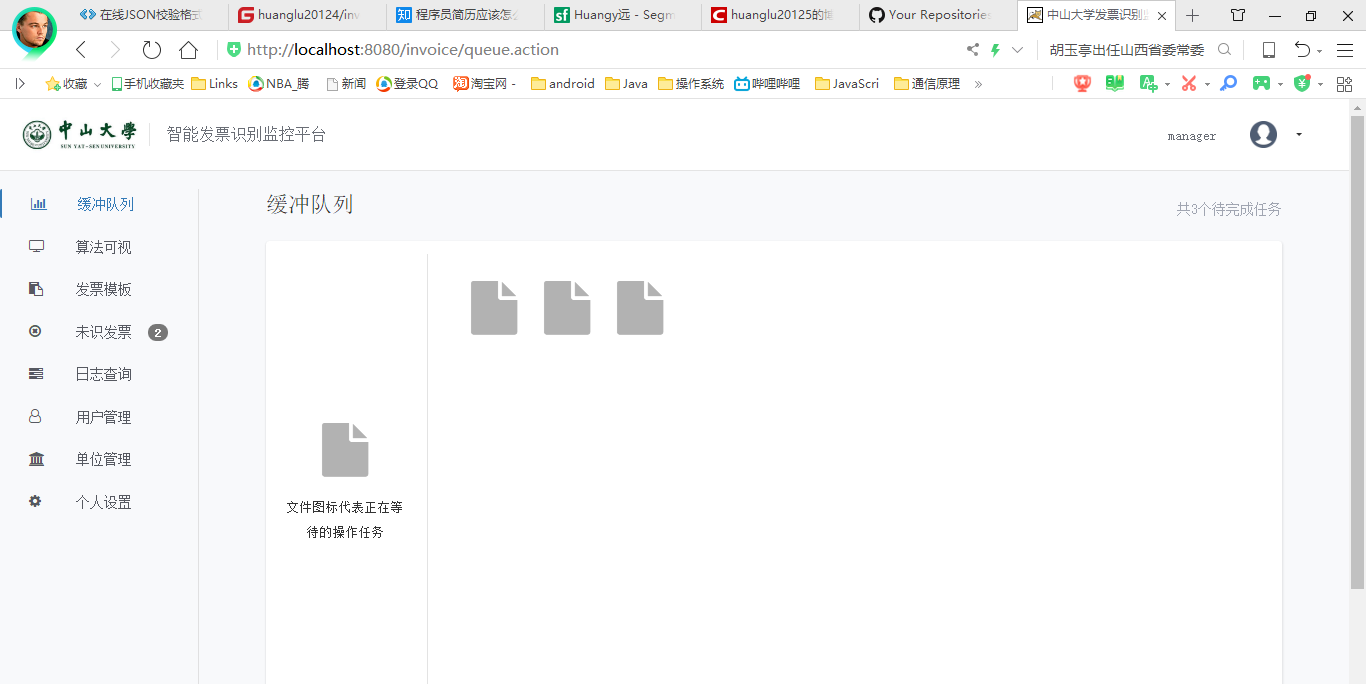 在线JSON校验格式
huanglu20124/inv
程序员简历应该怎么
Huangy远 - Segm
huanglu20125的博
Your Repositories
中山大学发票识别监
http://localhost:8080/invoice/queue.action
胡玉亭出任山西省委常委
收藏
手机收藏夹
Links
NBA_腾
新闻
登录QQ
淘宝网 -
android
Java
操作系统
哔哩哔哩
JavaScri
通信原理
»
中山大学
SUN YAT-SEN UNIVERSITY
智能发票识别监控平台
manager
缓冲队列
算法可视
发票模板
未识发票 2
日志查询
用户管理
单位管理
个人设置
缓冲队列
共3个待完成任务
文件图标代表正在等
待的操作任务